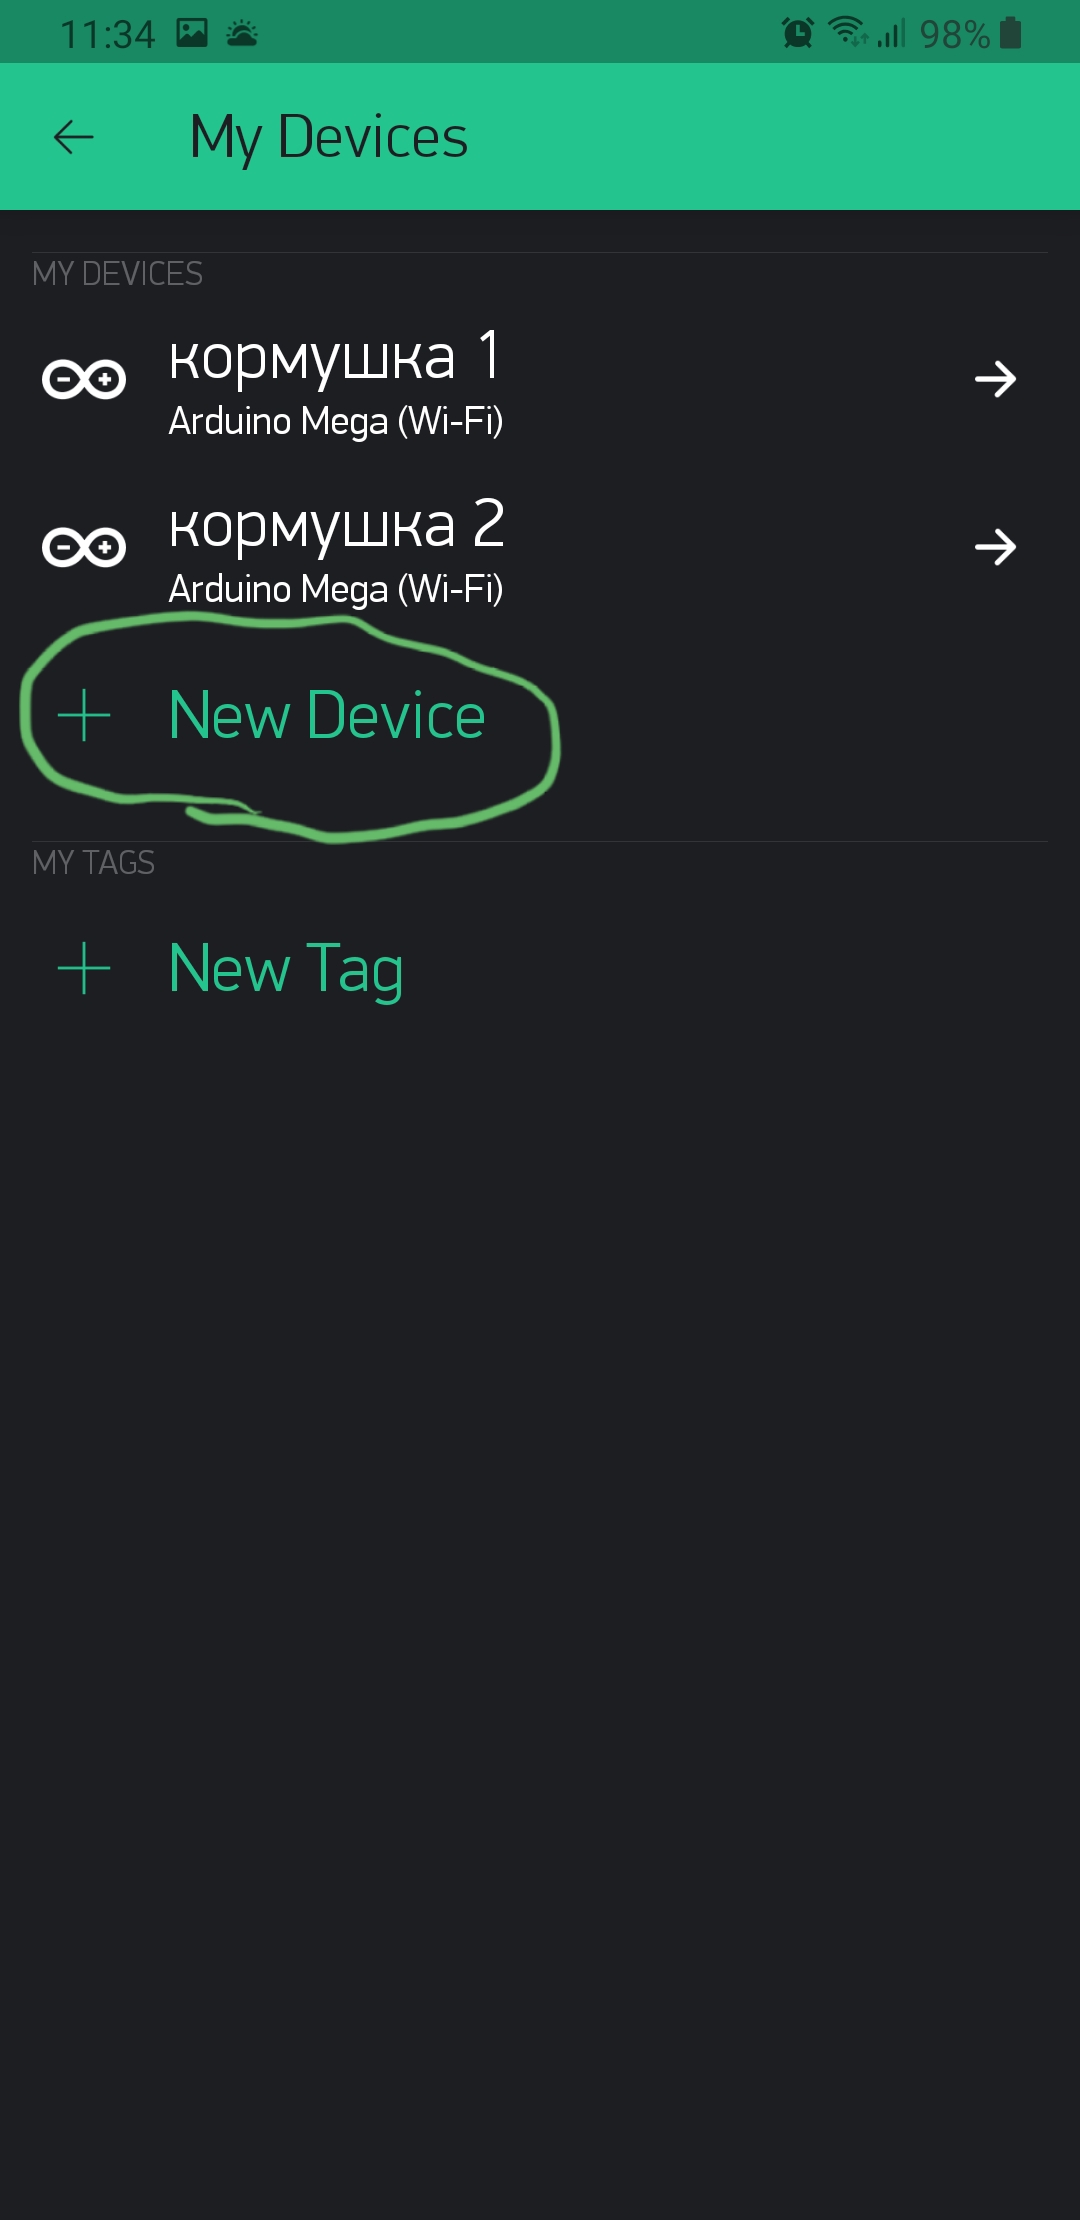 11:34 98%
My Devices
MY DEVICES
кормушка 1
Arduino Mega (Wi-Fi)
кормушка 2
Arduino Mega (Wi-Fi)
New Device
MY TAGS
New Tag